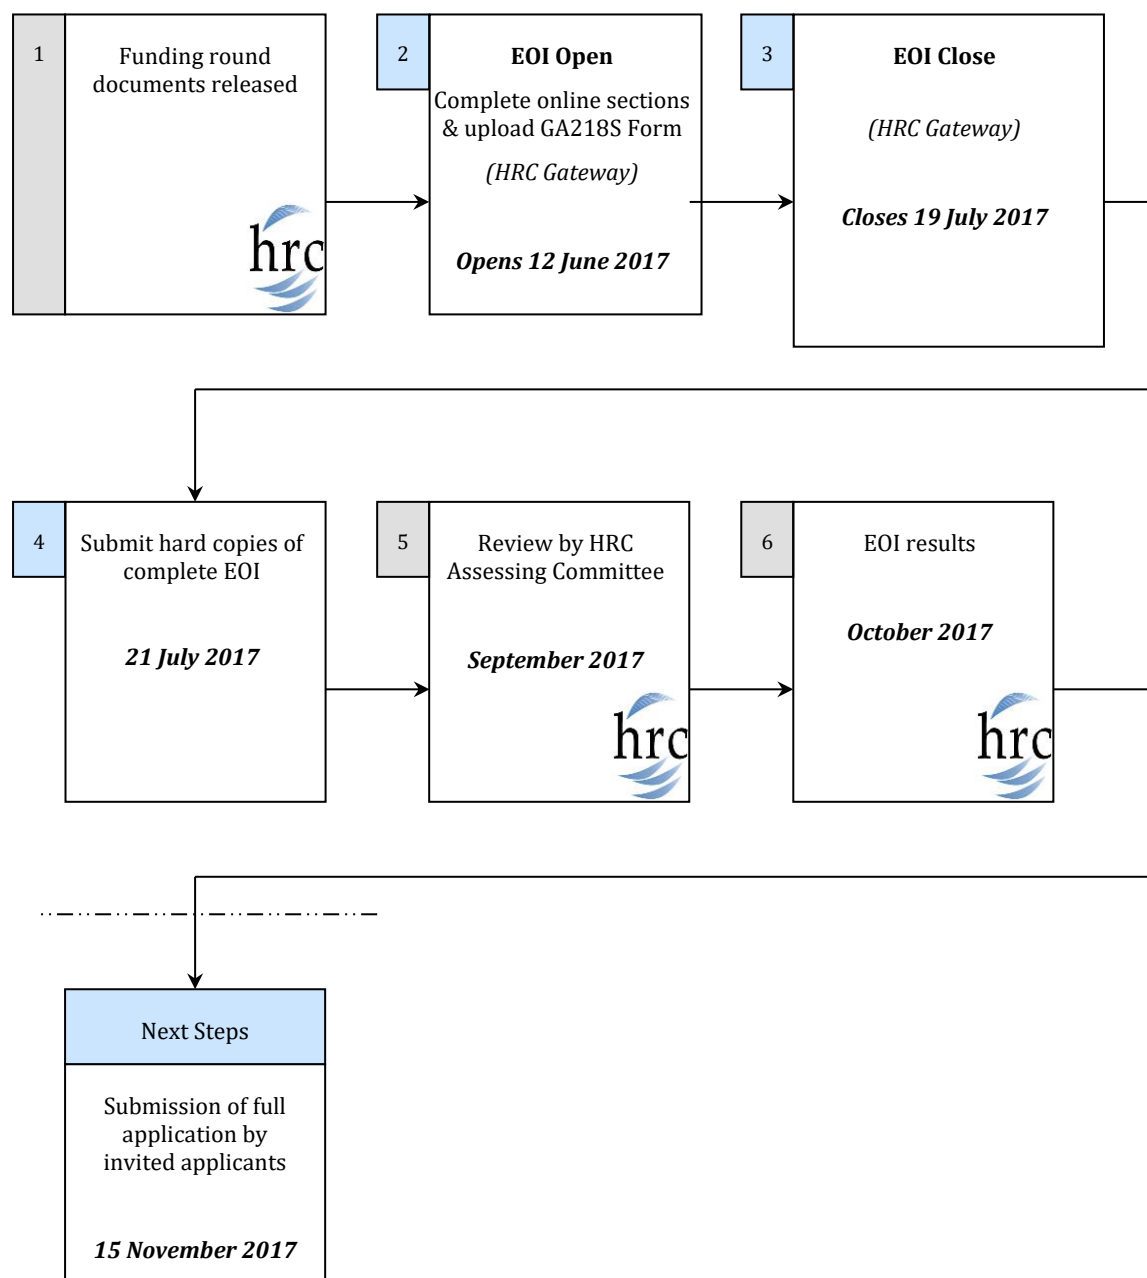 1
Funding round
documents released
hrc
2
EOI Open
Complete online sections
& upload GA218S Form
(HRC Gateway)
Opens 12 June 2017
3
EOI Close
(HRC Gateway)
Closes 19 July 2017
4
Submit hard copies of
complete EOI
21 July 2017
5
Review by HRC
Assessing Committee
September 2017
hrc
6
EOI results
October 2017
hrc
Next Steps
Submission of full
application by
invited applicants
15 November 2017